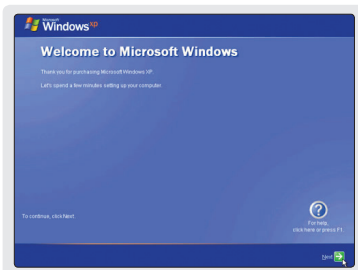 Microsoft
Windows xp
Welcome to Microsoft Windows
Thank you for purchasing Microsoft Windows XP.
Let's spend a few minutes setting up your computer.
To continue, click Next.
For help,
click here or press F1.
Next